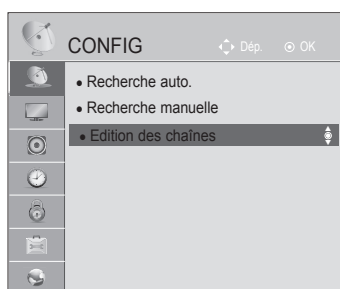 CONFIG
Dép. OK
• Recherche auto.
• Recherche manuelle
• Edition des chaînes